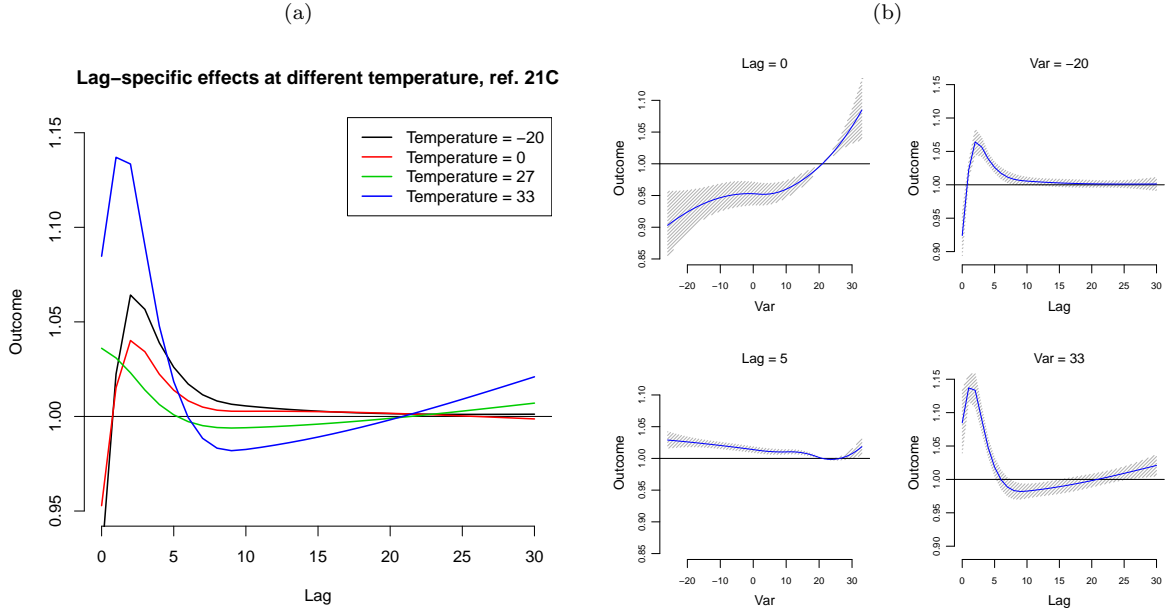 (a)
Lag−specific effects at different temperature, ref. 21C
Temperature = −20
Temperature = 0
Temperature = 27
Temperature = 33
Outcome
1.15
1.10
1.05
1.00
0.95
0 5 10 15 20 25 30
Lag
(b)
Lag = 0
Outcome
1.10
1.05
1.00
0.95
0.90
0.85
−20 −10 0 10 20 30
Var
Var = −20
Outcome
1.15
1.10
1.05
1.00
0.95
0.90
0 5 10 15 20 25 30
Lag
Lag = 5
Outcome
1.10
1.05
1.00
0.95
0.90
0.85
−20 −10 0 10 20 30
Var
Var = 33
Outcome
1.15
1.10
1.05
1.00
0.95
0.90
0 5 10 15 20 25 30
Lag